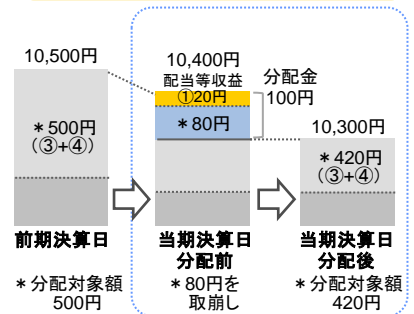 10,500円
＊500円
（③+④）
前期決算日
＊分配対象額
500円
10,400円
配当等収益
①20円
＊80円
分配金
100円
当期決算日
分配前
＊80円を
取崩し
10,300円
＊420円
（③+④）
当期決算日
分配後
＊分配対象額
420円